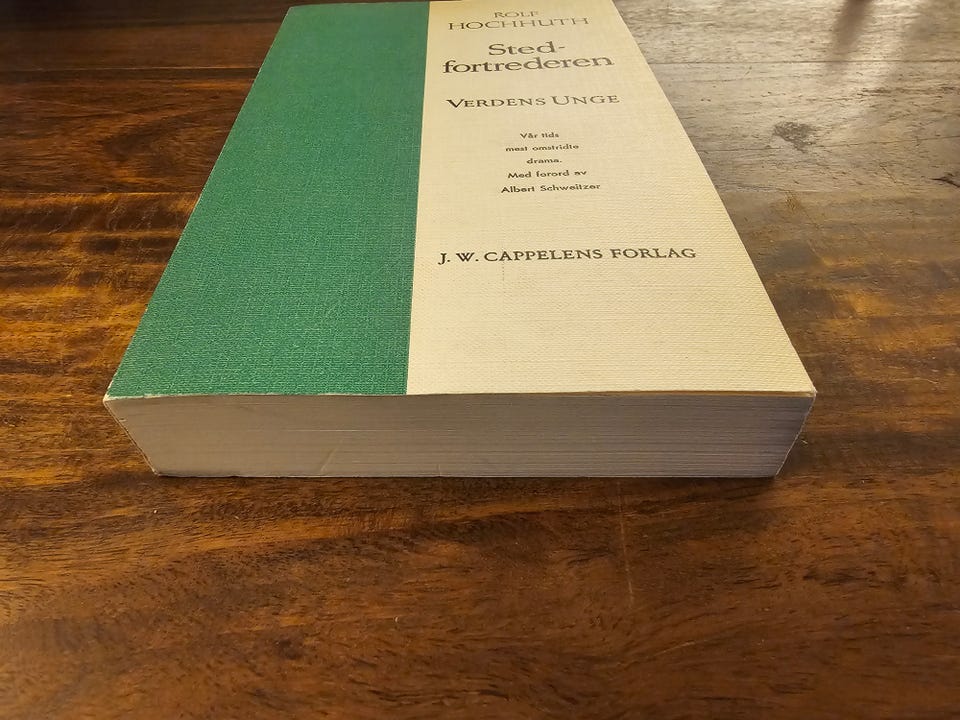 ROLF
HOCHHUTH
Sted-
fortrederen
VERDENS UNGE
Vår tids
mest omstridte
drama.
Med forord av
Albert Schweitzer
J. W. CAPPELENS FORLAG